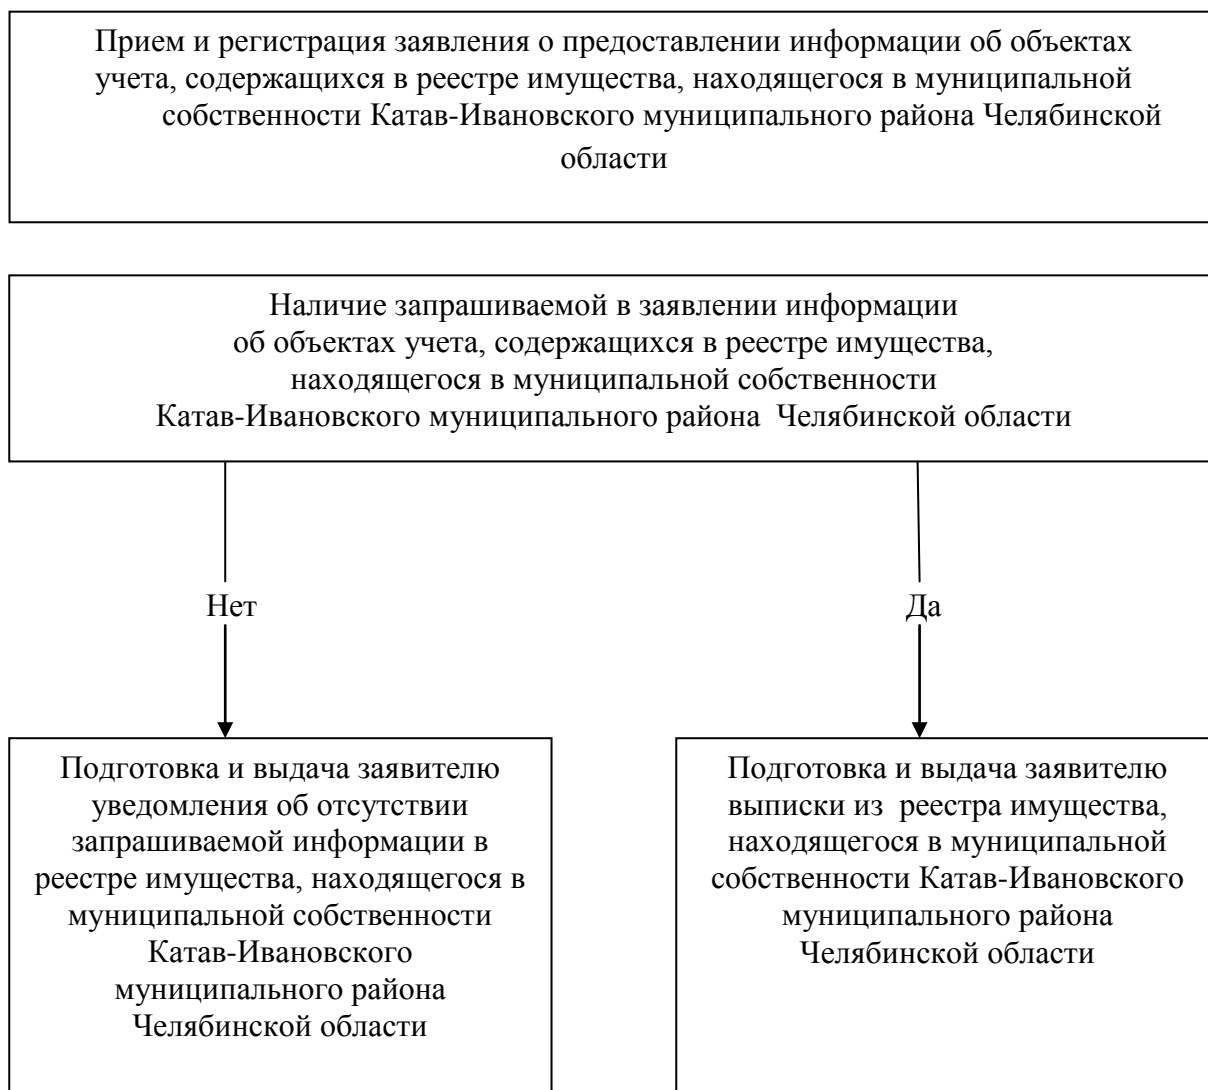 Прием и регистрация заявления о предоставлении информации об объектах
учета, содержащихся в реестре имущества, находящегося в муниципальной
собственности Катав-Ивановского муниципального района Челябинской
области
Наличие запрашиваемой в заявлении информации
об объектах учета, содержащихся в реестре имущества,
находящегося в муниципальной собственности
Катав-Ивановского муниципального района Челябинской области
Нет
Да
Подготовка и выдача заявителю
уведомления об отсутствии
запрашиваемой информации в
реестре имущества, находящегося в
муниципальной собственности
Катав-Ивановского
муниципального района
Челябинской области
Подготовка и выдача заявителю
выписки из реестра имущества,
находящегося в муниципальной
собственности Катав-Ивановского
муниципального района
Челябинской области